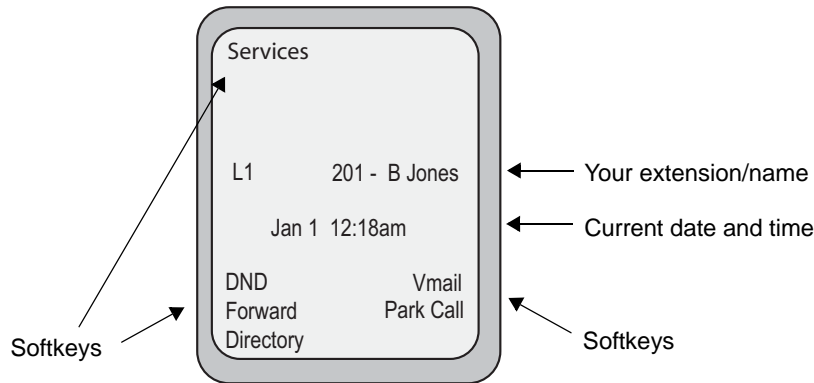 Services
L1 201 - B Jones
Your extension/name
Jan 1 12:18am
Current date and time
DND Vmail
Forward Park Call
Directory
Softkeys
Softkeys